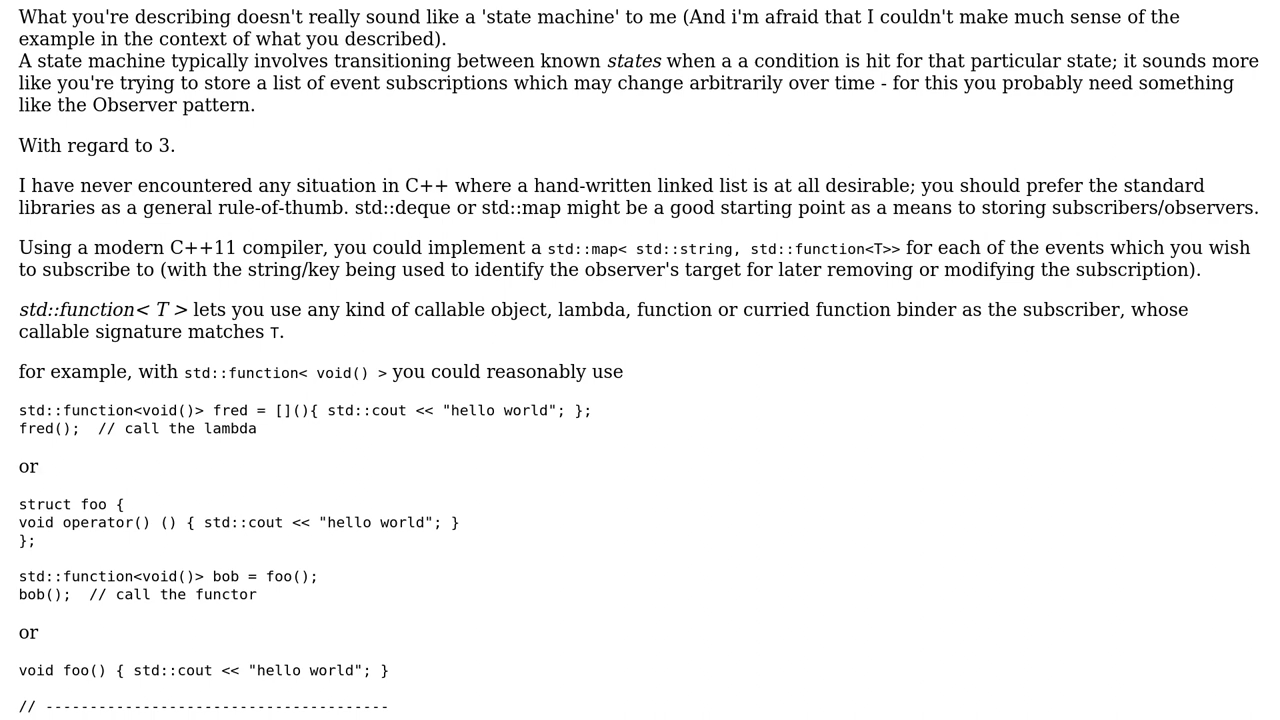 What you're describing doesn't really sound like a 'state machine' to me (And i'm afraid that I couldn't make much sense of the
example in the context of what you described).
A state machine typically involves transitioning between known states when a a condition is hit for that particular state; it sounds more
like you're trying to store a list of event subscriptions which may change arbitrarily over time - for this you probably need something
like the Observer pattern.

With regard to 3.

I have never encountered any situation in C++ where a hand-written linked list is at all desirable; you should prefer the standard
libraries as a general rule-of-thumb. std::deque or std::map might be a good starting point as a means to storing subscribers/observers.

Using a modern C++11 compiler, you could implement a std::map< std::string, std::function<T>> for each of the events which you wish
to subscribe to (with the string/key being used to identify the observer's target for later removing or modifying the subscription).

std::function< T > lets you use any kind of callable object, lambda, function or curried function binder as the subscriber, whose
callable signature matches T.

for example, with std::function< void() > you could reasonably use

std::function<void()> fred = [](){ std::cout << "hello world"; };
fred();  // call the lambda

or

struct foo {
void operator() () { std::cout << "hello world"; }
};

std::function<void()> bob = foo();
bob();  // call the functor

or

void foo() { std::cout << "hello world"; }

// ---------------------------------------